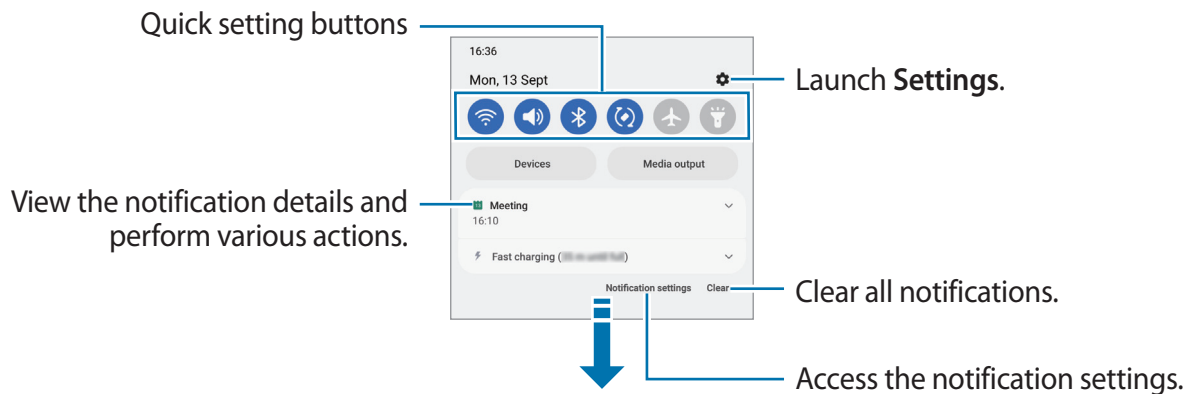 Quick setting buttons
16:36
Mon, 13 Sept
Launch Settings.
Devices Media output
View the notification details and
perform various actions.
Meeting
16:10
Fast charging ( )
Notification settings Clear
Clear all notifications.
Access the notification settings.